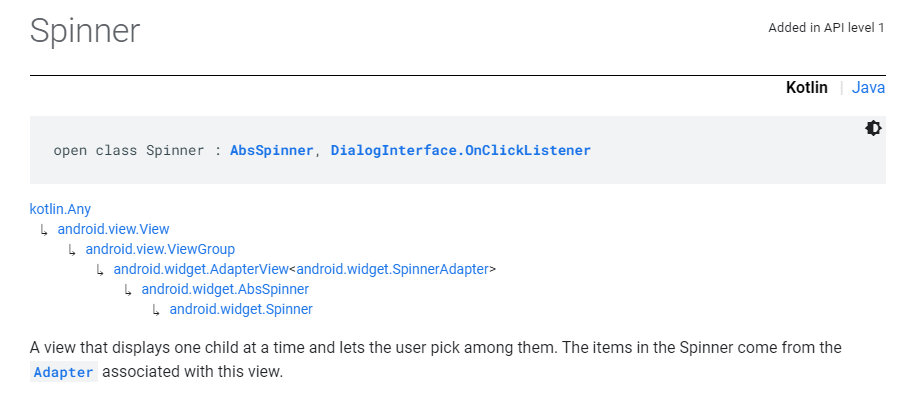 Spinner
Added in API level 1
Kotlin | Java
open class Spinner : AbsSpinner, DialogInterface.OnClickListener
kotlin.Any
↳ android.view.View
↳ android.view.ViewGroup
↳ android.widget.AdapterView<android.widget.SpinnerAdapter>
↳ android.widget.AbsSpinner
↳ android.widget.Spinner
A view that displays one child at a time and lets the user pick among them. The items in the Spinner come from the
Adapter associated with this view.